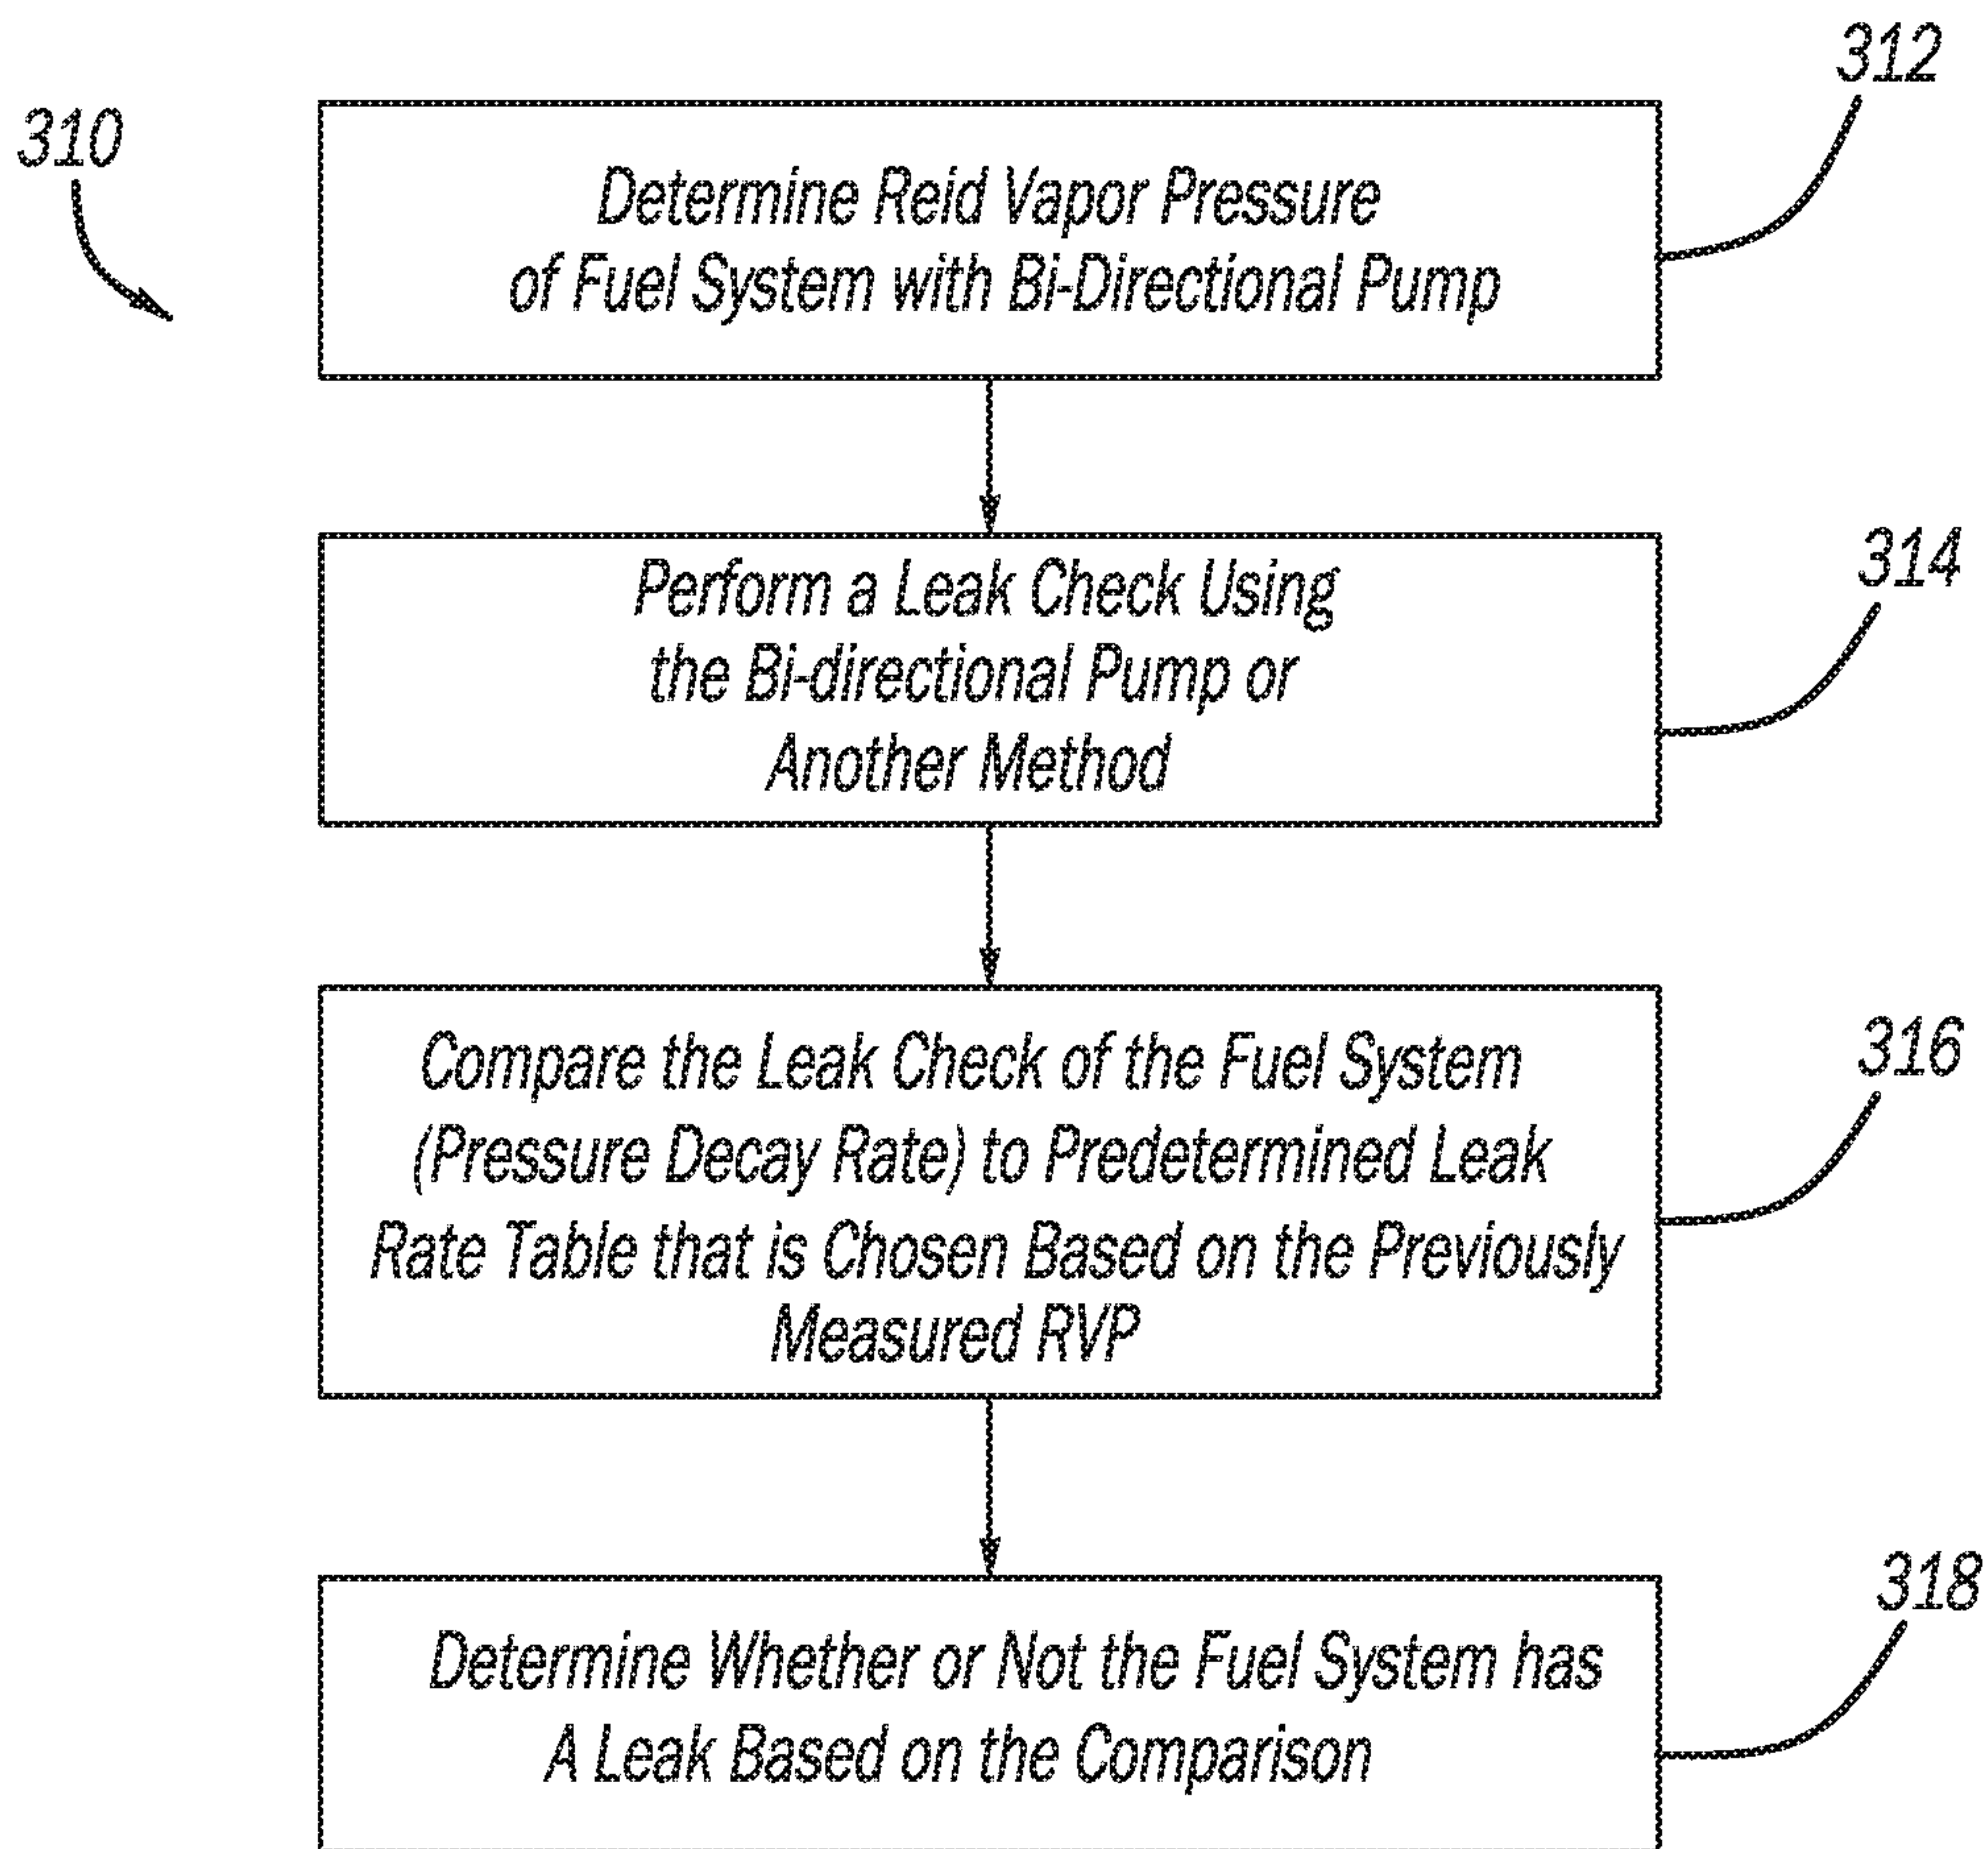 312
310
Determine Reid Vapor Pressure
of Fuel System with Bi-Directional Pump
314
Perform a Leak Check Using
the Bi-directional Pump or
Another Method
316
Compare the Leak Check of the Fuel System
(Pressure Decay Rate) to Predetermined Leak
Rate Table that is Chosen Based on the Previously
Measured RVP
318
Determine Whether or Not the Fuel System has
A Leak Based on the Comparison